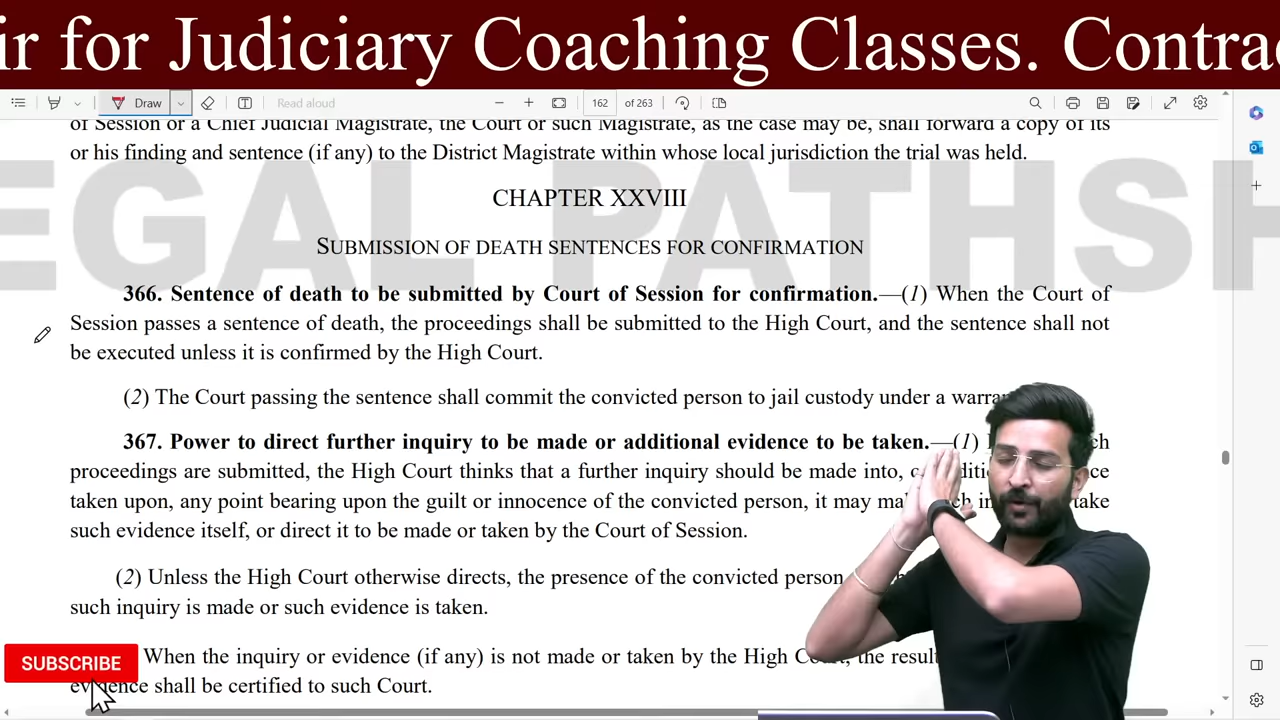 ir for Judiciary Coaching Classes. Contra
Draw
Read aloud
162 of 263
of Session or a Chief Judicial Magistrate, the Court or such Magistrate, as the case may be, shall forward a copy of its
or his finding and sentence (if any) to the District Magistrate within whose local jurisdiction the trial was held.
EGAL PATHSH
CHAPTER XXVIII
SUBMISSION OF DEATH SENTENCES FOR CONFIRMATION
366. Sentence of death to be submitted by Court of Session for confirmation.—(1) When the Court of
Session passes a sentence of death, the proceedings shall be submitted to the High Court, and the sentence shall not
be executed unless it is confirmed by the High Court.
(2) The Court passing the sentence shall commit the convicted person to jail custody under a warra
367. Power to direct further inquiry to be made or additional evidence to be taken.—(1) ch
proceedings are submitted, the High Court thinks that a further inquiry should be made into, ce
taken upon, any point bearing upon the guilt or innocence of the convicted person, it may take
such evidence itself, or direct it to be made or taken by the Court of Session.
(2) Unless the High Court otherwise directs, the presence of the convicted person
such inquiry is made or such evidence is taken.
When the inquiry or evidence (if any) is not made or taken by the High the
evidence shall be certified to such Court.
SUBSCRIBE